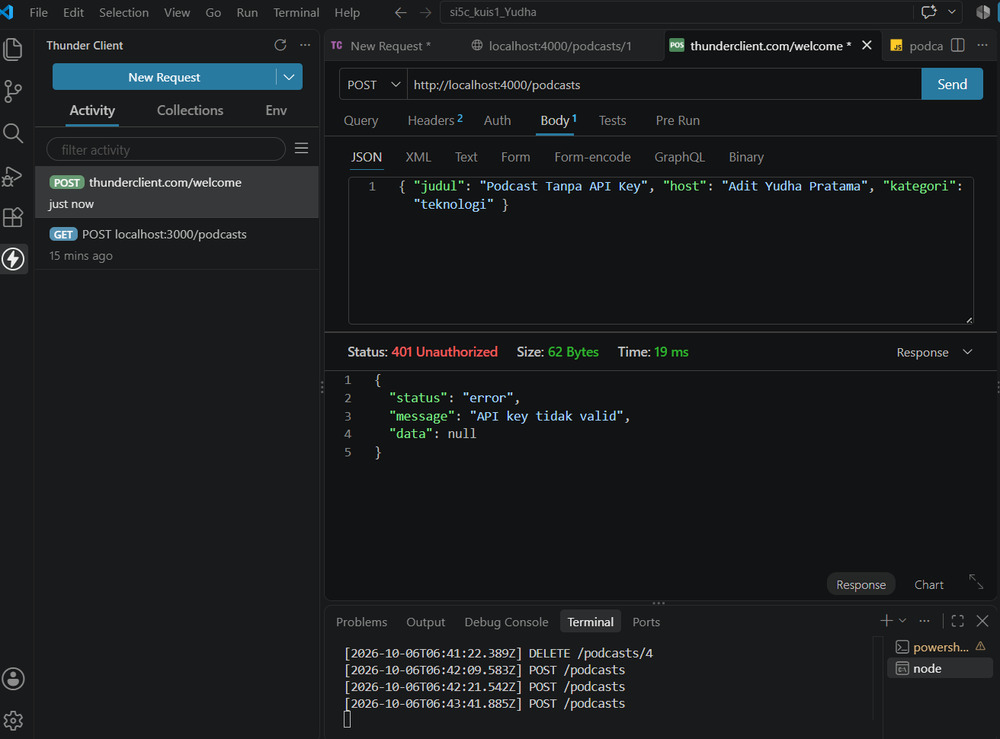 File Edit Selection View Go Run Terminal Help
si5c_kuis1_Yudha
Thunder Client
New Request
Activity Collections Env
filter activity
POST thunderclient.com/welcome
just now
GET POST localhost:3000/podcasts
15 mins ago
TC New Request *
localhost:4000/podcasts/1
POS thunderclient.com/welcome *
JS podca
POST http://localhost:4000/podcasts Send
Query Headers 2 Auth Body 1 Tests Pre Run
JSON XML Text Form Form-encode GraphQL Binary
1 { "judul": "Podcast Tanpa API Key", "host": "Adit Yudha Pratama", "kategori":
"teknologi" }
Status: 401 Unauthorized Size: 62 Bytes Time: 19 ms Response
1 {
2 "status": "error",
3 "message": "API key tidak valid",
4 "data": null
5 }
Response Chart
Problems Output Debug Console Terminal Ports
[2026-10-06T06:41:22.389Z] DELETE /podcasts/4
[2026-10-06T06:42:09.583Z] POST /podcasts
[2026-10-06T06:42:21.542Z] POST /podcasts
[2026-10-06T06:43:41.885Z] POST /podcasts
powersh...
node